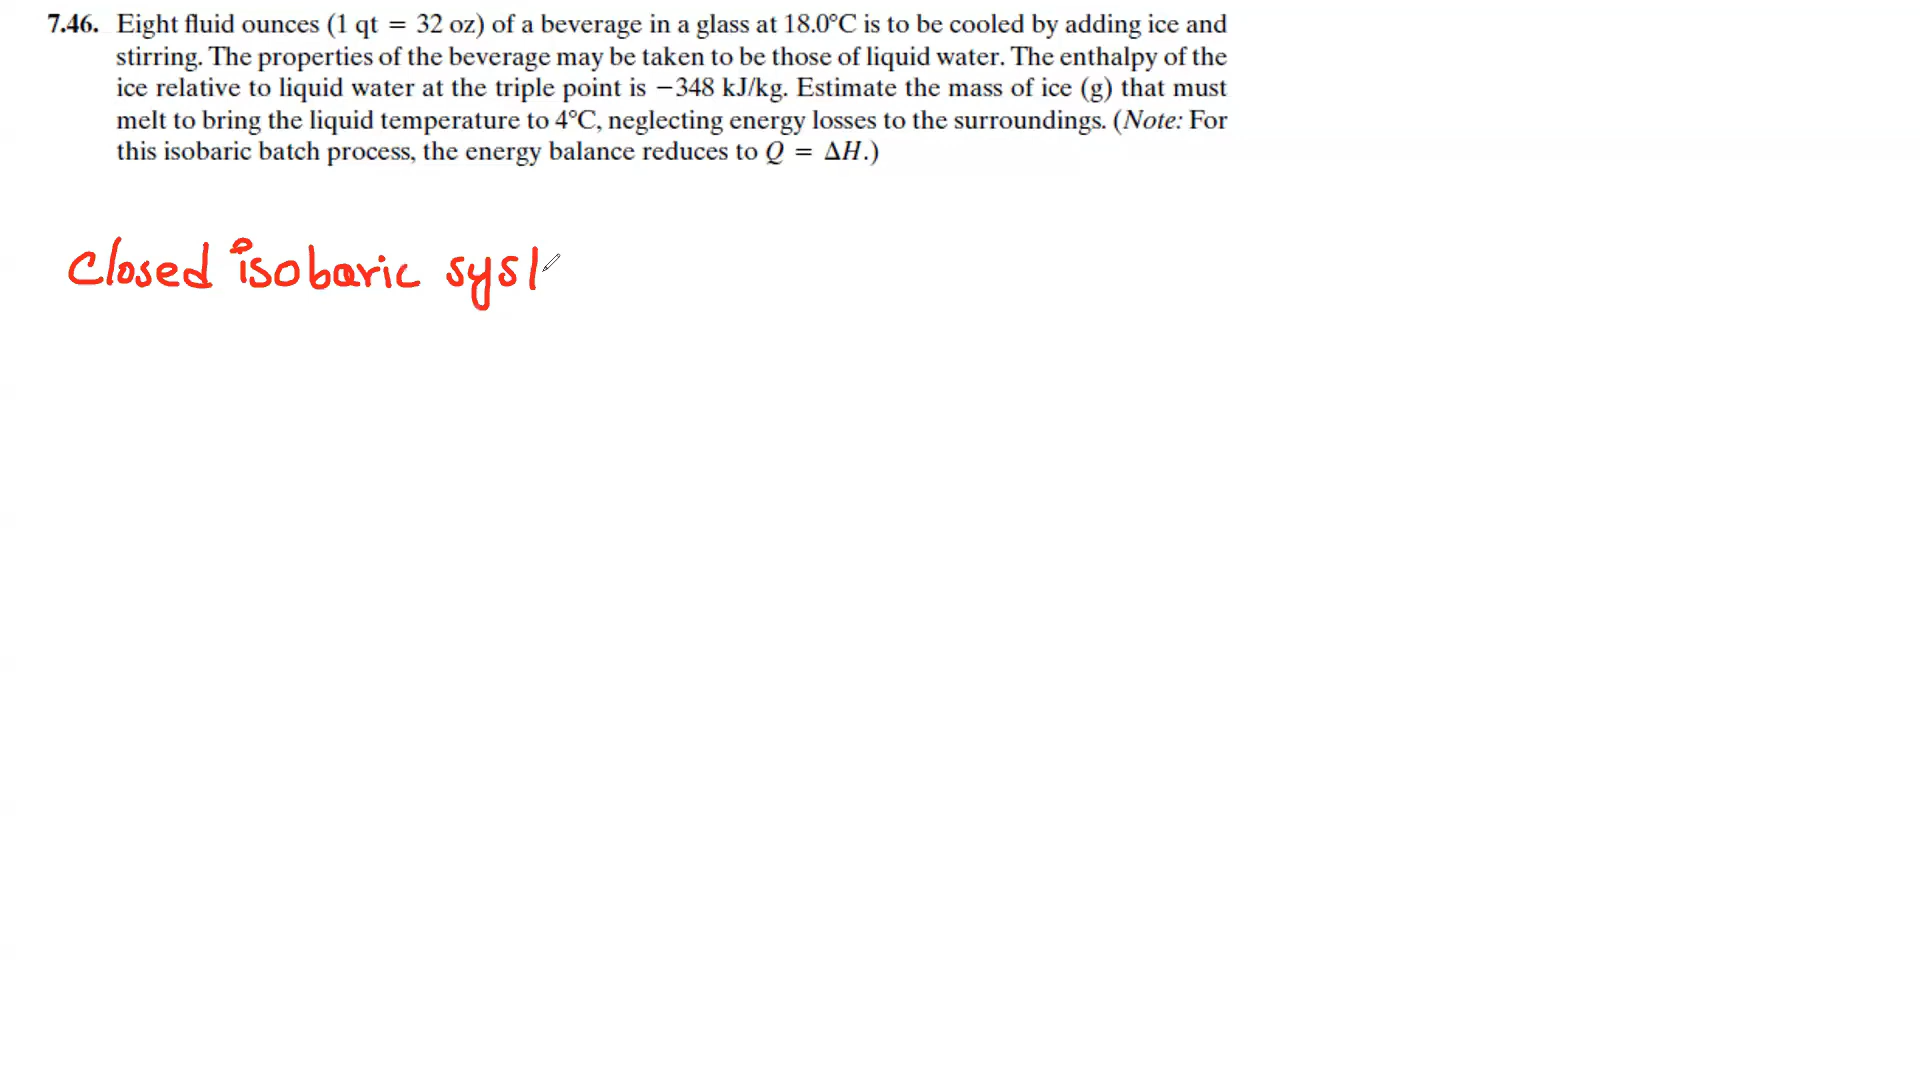 7.46. Eight fluid ounces (1 qt = 32 oz) of a beverage in a glass at 18.0°C is to be cooled by adding ice and
stirring. The properties of the beverage may be taken to be those of liquid water. The enthalpy of the
ice relative to liquid water at the triple point is −348 kJ/kg. Estimate the mass of ice (g) that must
melt to bring the liquid temperature to 4°C, neglecting energy losses to the surroundings. (Note: For
this isobaric batch process, the energy balance reduces to Q = ΔH.)
Closed isobaric